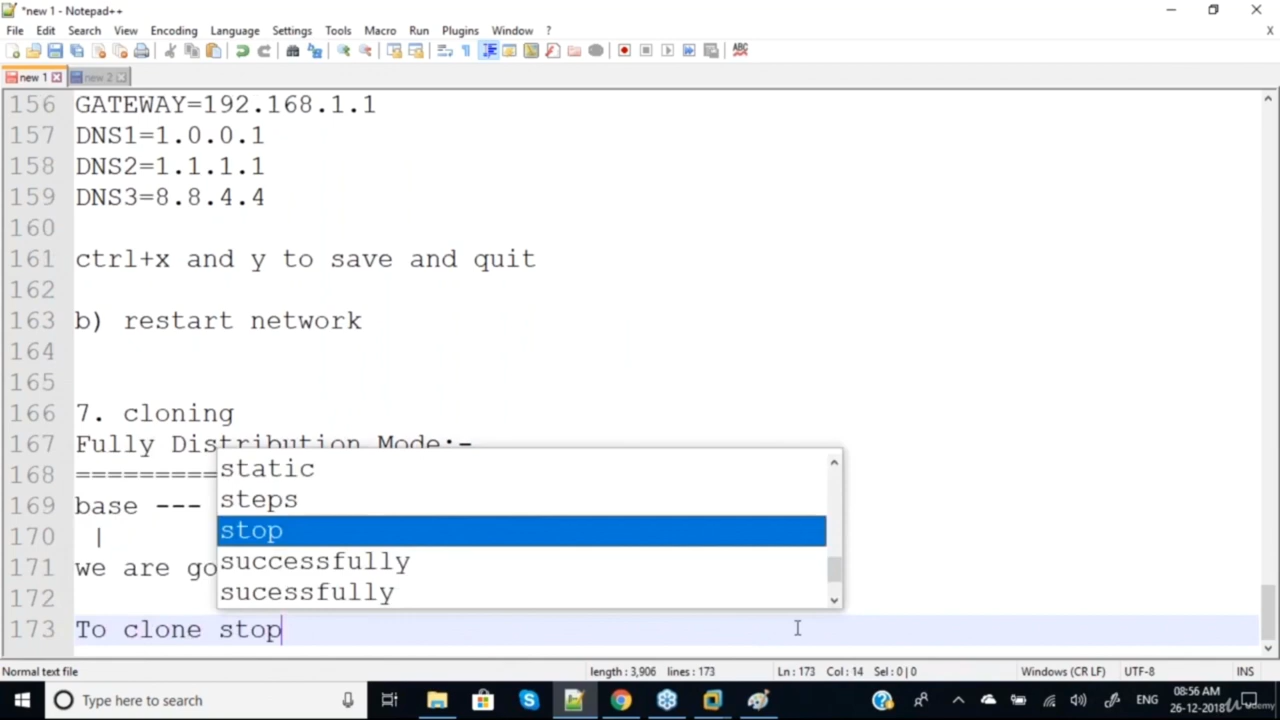 *new 1 - Notepad++
File Edit Search View Encoding Language Settings Tools Macro Run Plugins Window ? X
new 1 new 2
156 GATEWAY=192.168.1.1
157 DNS1=1.0.0.1
158 DNS2=1.1.1.1
159 DNS3=8.8.4.4
160
161 ctrl+x and y to save and quit
162
163 b) restart network
164
165
166 7. cloning
167 Fully Distribution Mode:-
168 =========
169 base ---
170 |
171 we are go
172
173 To clone stop
static
steps
stop
successfully
sucessfully
Normal text file length : 3,906 lines : 173 Ln : 173 Col : 14 Sel : 0 | 0 Windows (CR LF) UTF-8 INS
Type here to search ENG 08:56 AM
26-12-2018
Udemy